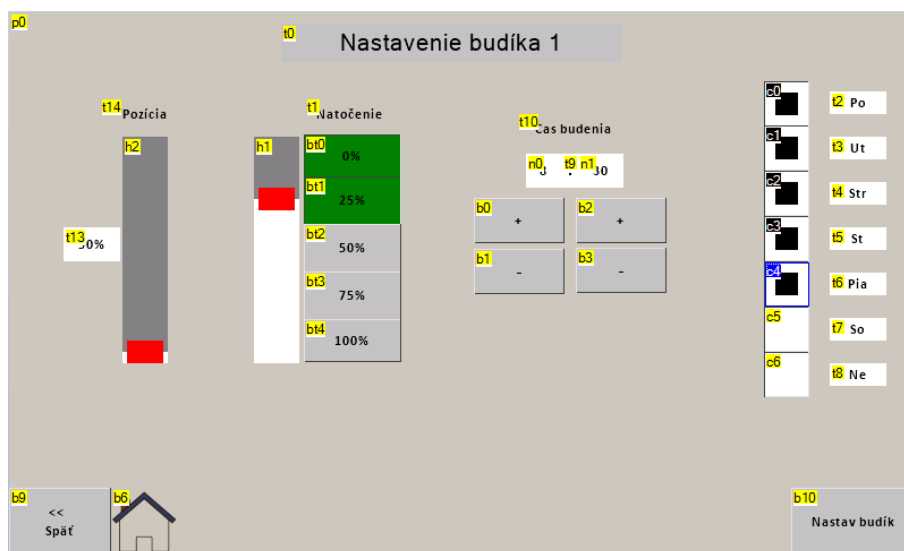 p0
t0
Nastavenie budíka 1
t14 Pozícia
t1 Natočenie
t10 Cas budenia
h2
h1
bt0 0%
bt1 25%
bt2 50%
bt3 75%
bt4 100%
t13
n0 t9 n1
b0 +
b2 +
b1 -
b3 -
c0 t2 Po
c1 t3 Ut
c2 t4 Str
c3 t5 St
c4 t6 Pia
c5 t7 So
c6 t8 Ne
b9 <<
Späť
b6
b10
Nastav budík